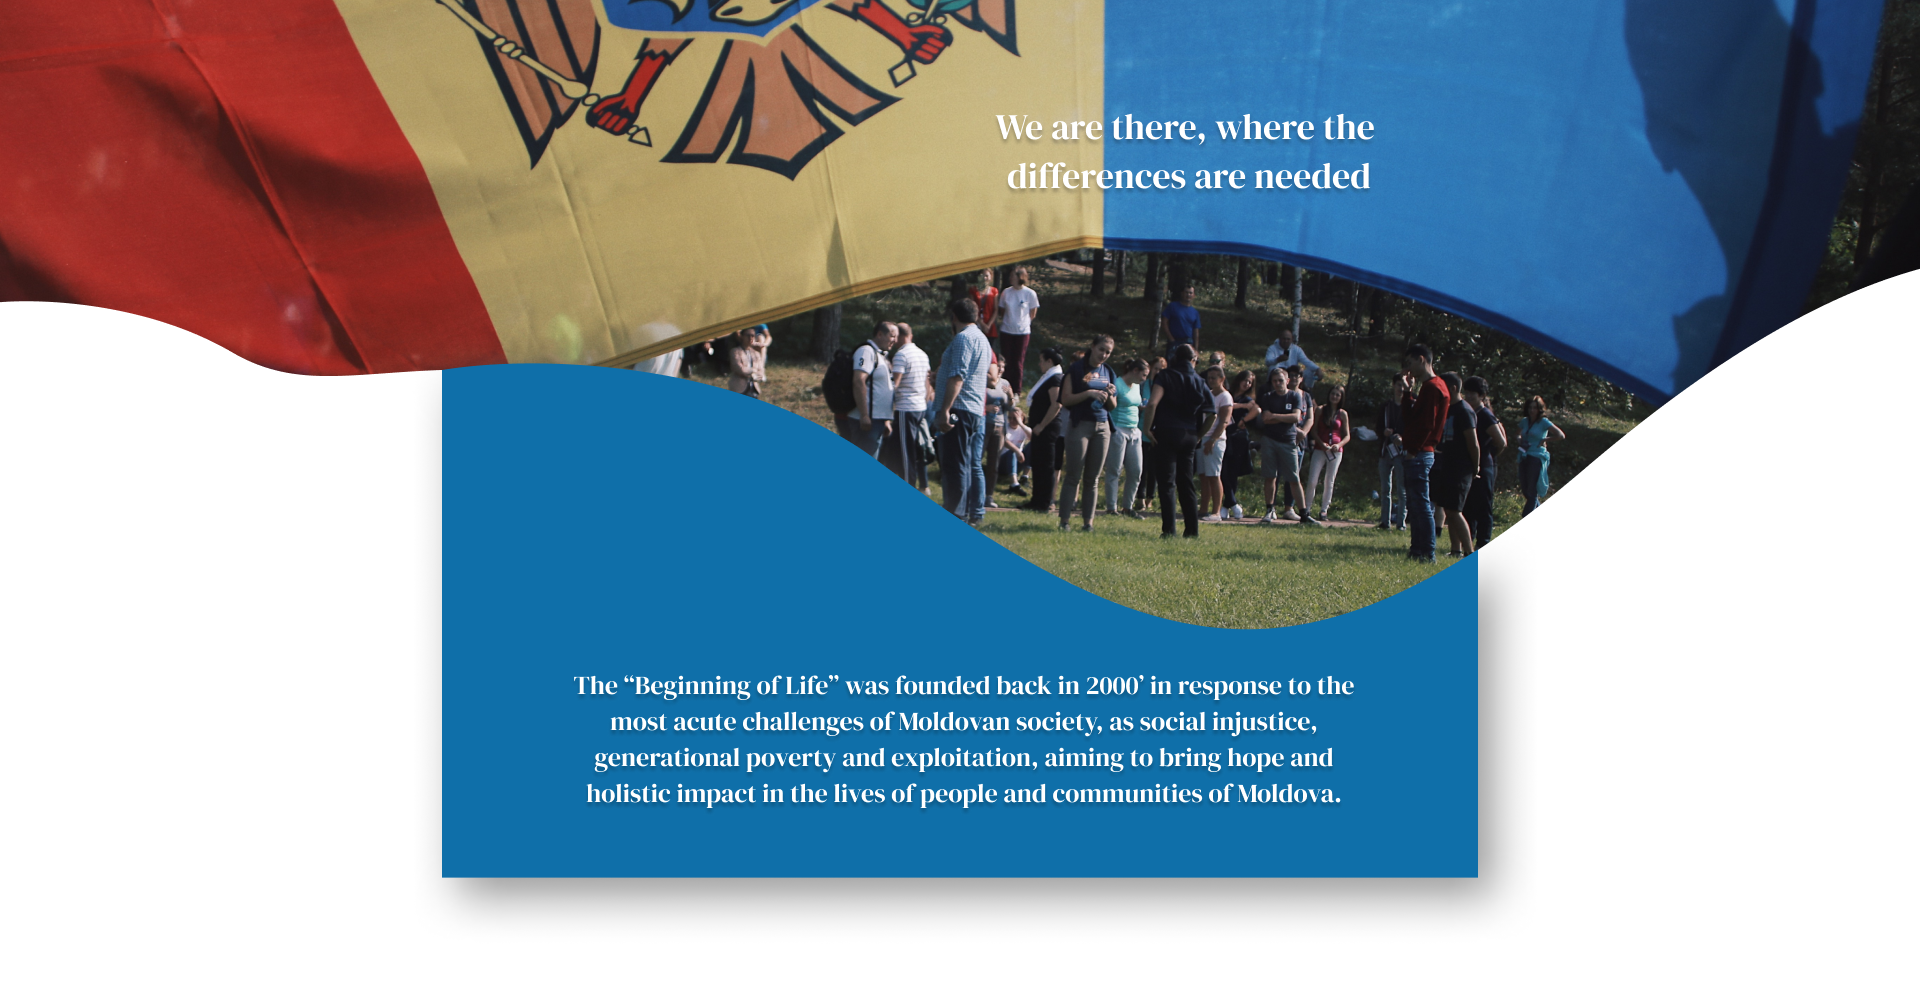 We are there, where the
differences are needed
The “Beginning of Life” was founded back in 2000’ in response to the
most acute challenges of Moldovan society, as social injustice,
generational poverty and exploitation, aiming to bring hope and
holistic impact in the lives of people and communities of Moldova.